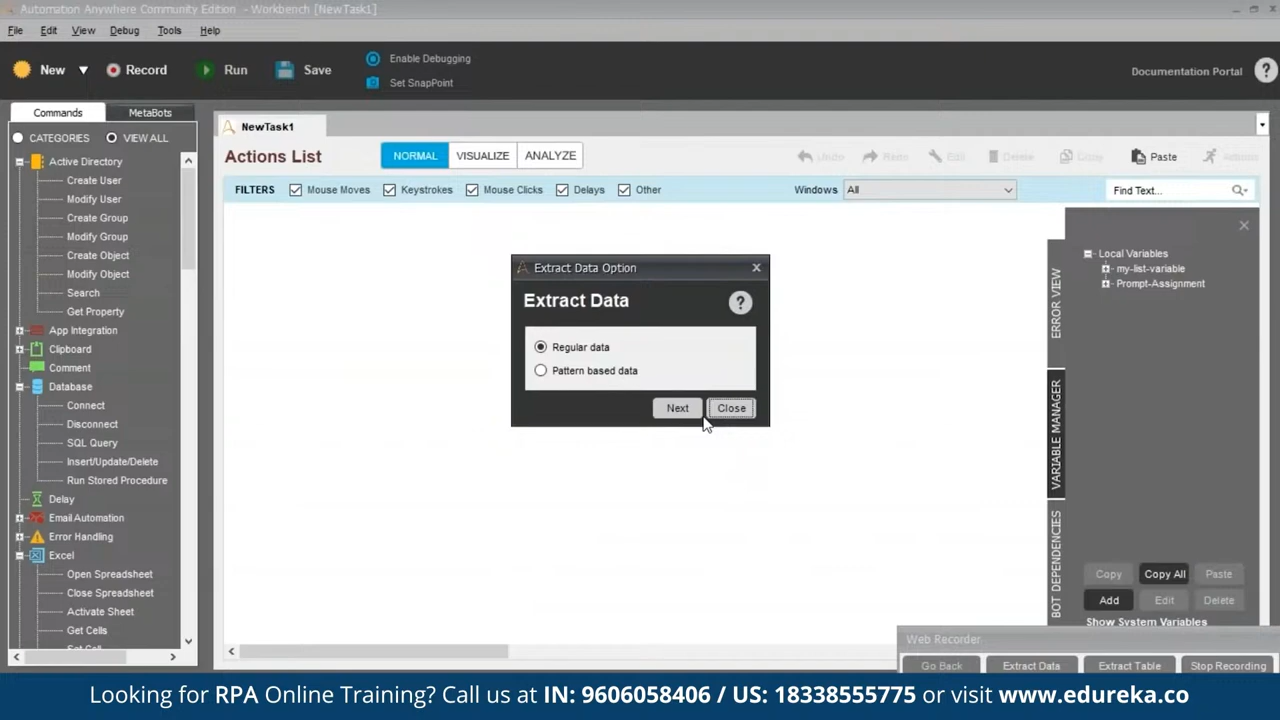 Automation Anywhere Community Edition - Workbench [NewTask1]
File Edit View Debug Tools Help
New Record Run Save
Enable Debugging
Set SnapPoint
Documentation Portal ?
Commands MetaBots
CATEGORIES VIEW ALL
Active Directory
Create User
Modify User
Create Group
Modify Group
Create Object
Modify Object
Search
Get Property
App Integration
Clipboard
Comment
Database
Connect
Disconnect
SQL Query
Insert/Update/Delete
Run Stored Procedure
Delay
Email Automation
Error Handling
Excel
Open Spreadsheet
Close Spreadsheet
Activate Sheet
Get Cells
Set Cell
NewTask1
Actions List NORMAL VISUALIZE ANALYZE Undo Redo Edit Delete Copy Paste Actions
FILTERS Mouse Moves Keystrokes Mouse Clicks Delays Other Windows All Find Text...
Extract Data Option
Extract Data ?
Regular data
Pattern based data
Next Close
ERROR VIEW
VARIABLE MANAGER
BOT DEPENDENCIES
Local Variables
my-list-variable
Prompt-Assignment
Copy Copy All Paste
Add Edit Delete
Show System Variables
Web Recorder
Go Back Extract Data Extract Table Stop Recording
Looking for RPA Online Training? Call us at IN: 9606058406 / US: 18338555775 or visit www.edureka.co